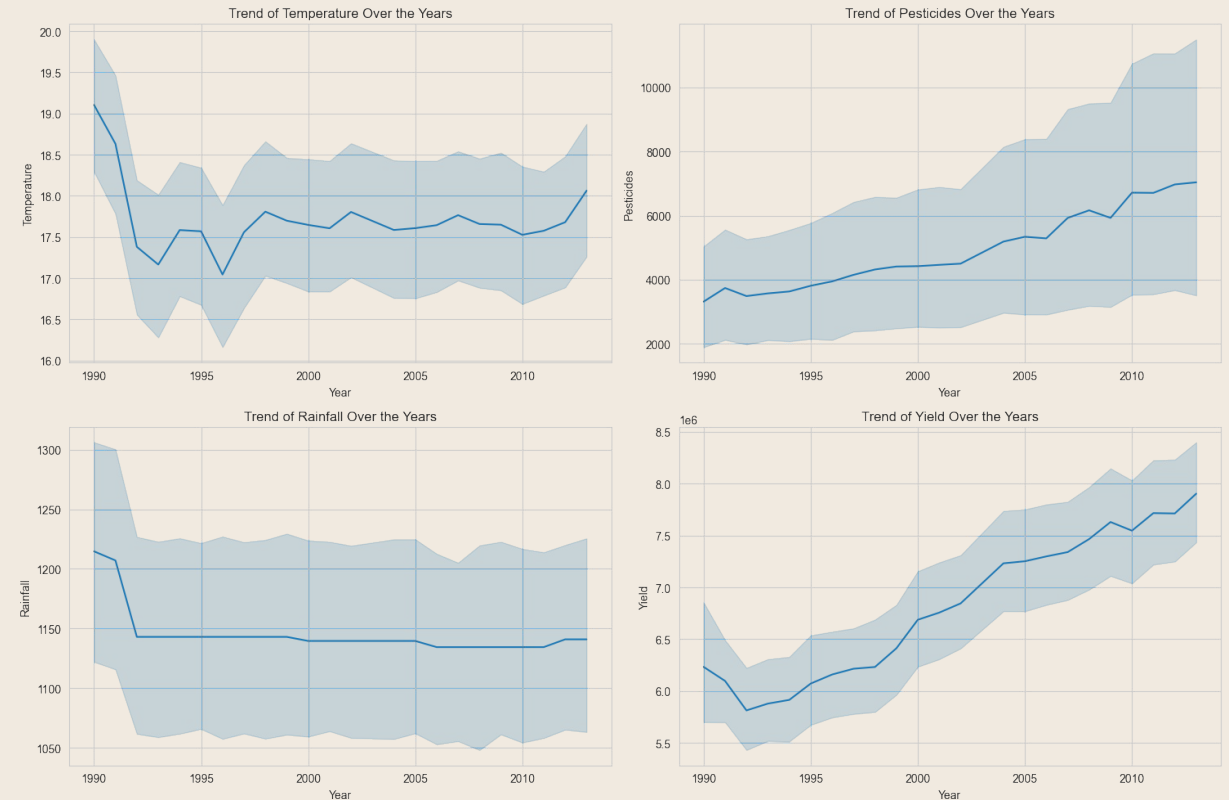 Trend of Temperature Over the Years
20.0
19.5
19.0
18.5
18.0
17.5
17.0
16.5
16.0
Temperature
1990 1995 2000 2005 2010
Year
Trend of Pesticides Over the Years
10000
8000
6000
4000
2000
Pesticides
1990 1995 2000 2005 2010
Year
Trend of Rainfall Over the Years
1300
1250
1200
1150
1100
1050
Rainfall
1990 1995 2000 2005 2010
Year
Trend of Yield Over the Years
1e6
8.5
8.0
7.5
7.0
6.5
6.0
5.5
Yield
1990 1995 2000 2005 2010
Year